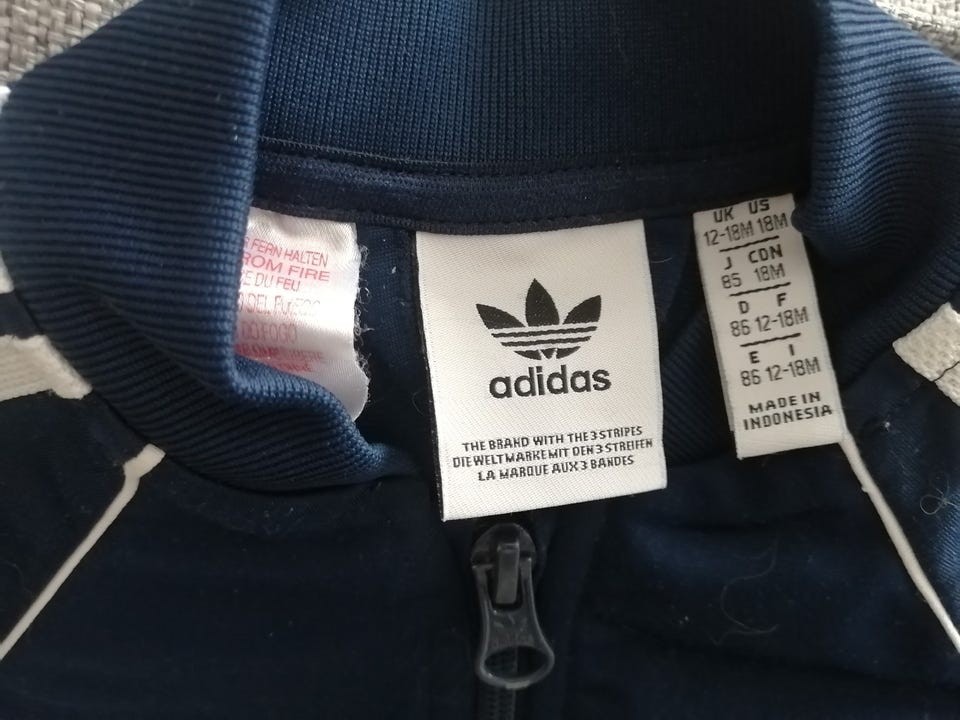 FERN HALTEN
ROM FIRE
DU FEU
adidas
THE BRAND WITH THE 3 STRIPES
DIE WELTMARKE MIT DEN 3 STREIFEN
LA MARQUE AUX 3 BANDES
UK US
12-18M 18M
J CDN
85 18M
D F
86 12-18M
E I
86 12-18M
MADE IN
INDONESIA